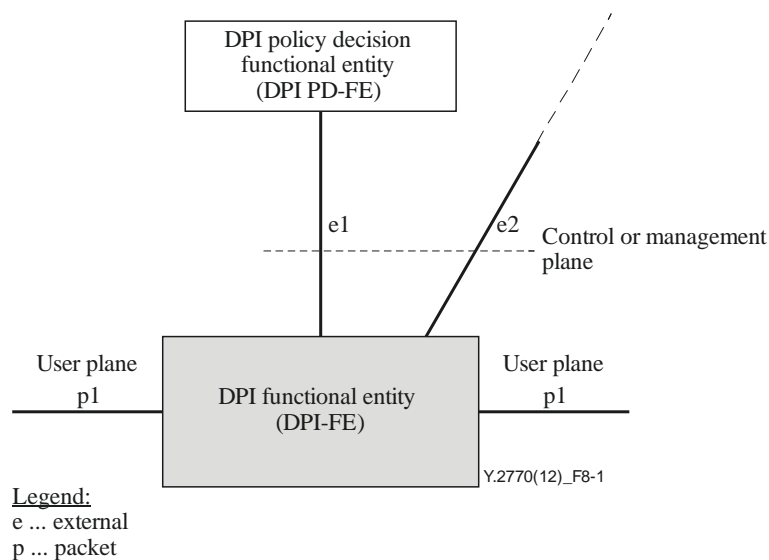 DPI policy decision
functional entity
(DPI PD-FE)
e1
e2
Control or management
plane
User plane
p1
DPI functional entity
(DPI-FE)
User plane
p1
Y.2770(12)_F8-1
Legend:
e ... external
p ... packet